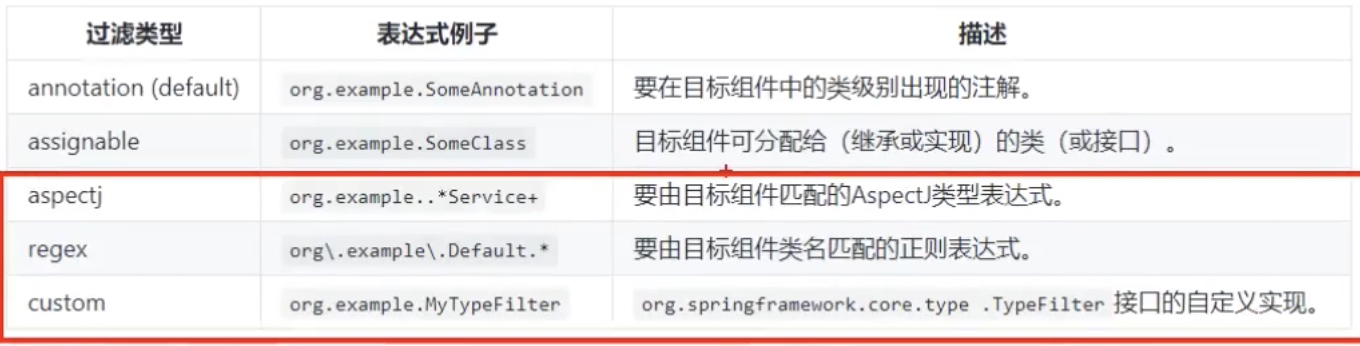 过滤类型 表达式例子 描述
annotation (default) org.example.SomeAnnotation 要在目标组件中的类级别出现的注解。
assignable org.example.SomeClass 目标组件可分配给（继承或实现）的类（或接口）。
aspectj org.example..*Service+ 要由目标组件匹配的AspectJ类型表达式。
regex org\.example\.Default.* 要由目标组件类名匹配的正则表达式。
custom org.example.MyTypeFilter org.springframework.core.type .TypeFilter 接口的自定义实现。